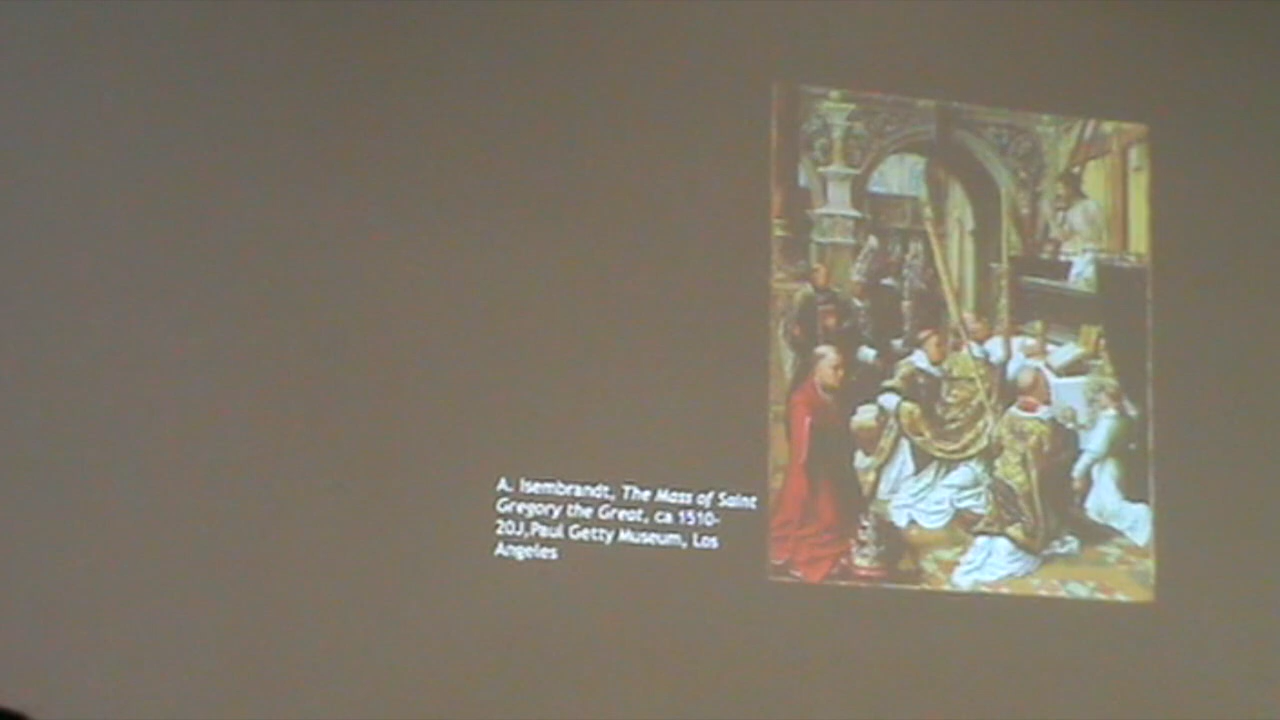 A. Isembrandt, The Mass of Saint
Gregory the Great, ca 1510-
20J.Paul Getty Museum, Los
Angeles